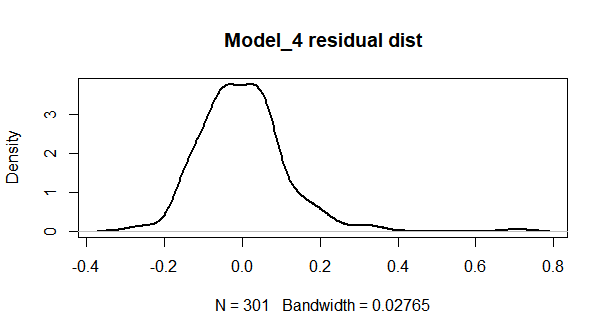 Model_4 residual dist
Density
3
2
1
0
-0.4 -0.2 0.0 0.2 0.4 0.6 0.8
N = 301 Bandwidth = 0.02765